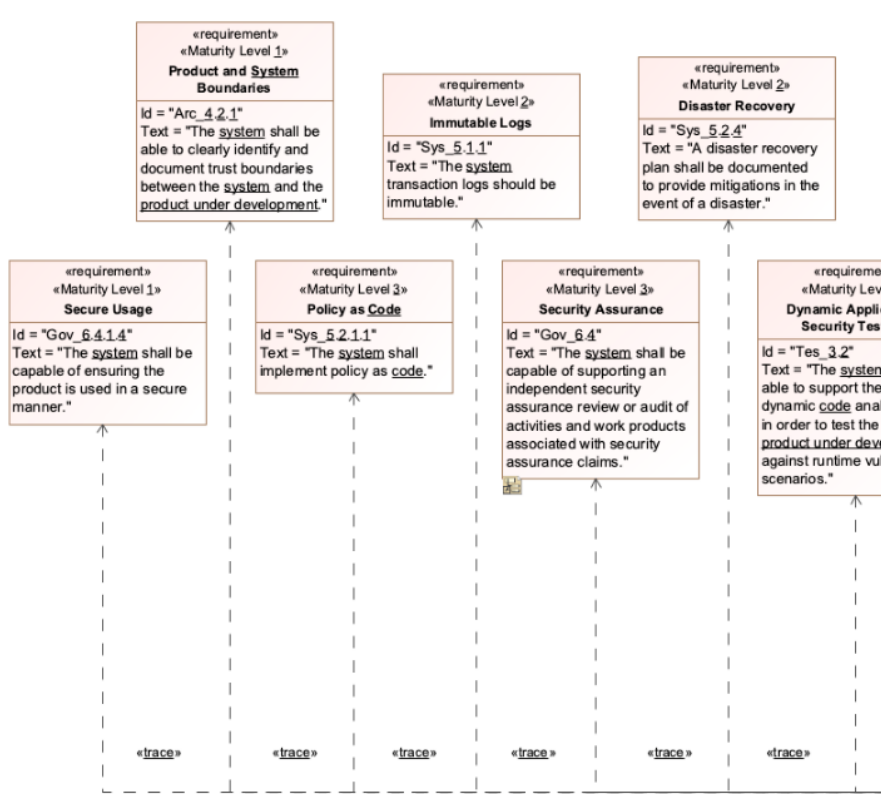 «requirement»
«Maturity Level 1»
Product and System
Boundaries
Id = "Arc_4.2.1"
Text = "The system shall be
able to clearly identify and
document trust boundaries
between the system and the
product under development."
«requirement»
«Maturity Level 2»
Immutable Logs
Id = "Sys_5.1.1"
Text = "The system
transaction logs should be
immutable."
«requirement»
«Maturity Level 2»
Disaster Recovery
Id = "Sys_5.2.4"
Text = "A disaster recovery
plan shall be documented
to provide mitigations in the
event of a disaster."
«requirement»
«Maturity Level 1»
Secure Usage
Id = "Gov_6.4.1.4"
Text = "The system shall be
capable of ensuring the
product is used in a secure
manner."
«requirement»
«Maturity Level 3»
Policy as Code
Id = "Sys_5.2.1.1"
Text = "The system shall
implement policy as code."
«requirement»
«Maturity Level 3»
Security Assurance
Id = "Gov_6.4"
Text = "The system shall be
capable of supporting an
independent security
assurance review or audit of
activities and work products
associated with security
assurance claims."
«requireme
«Maturity Lev
Dynamic Appli
Security Tes
Id = "Tes_3.2"
Text = "The system
able to support the
dynamic code anal
in order to test the
product under deve
against runtime vul
scenarios."
«trace» «trace» «trace» «trace» «trace» «trace»